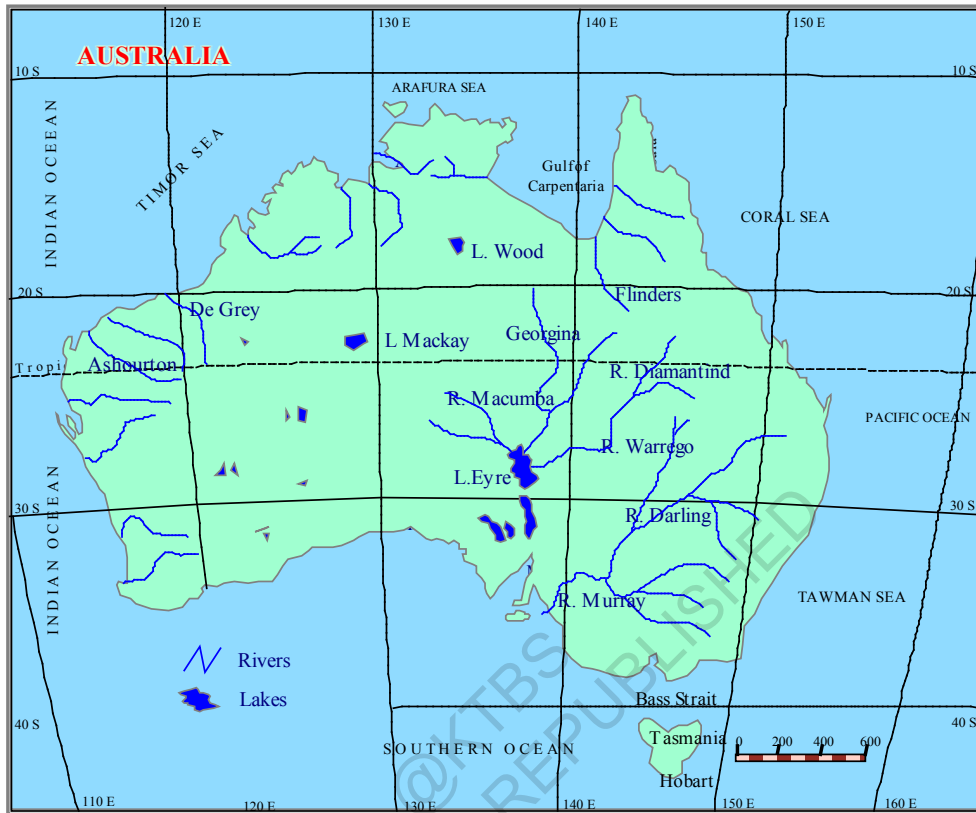 120 E
130 E
140 E
150 E
AUSTRALIA
10 S
10 S
ARAFURA SEA
INDIAN OCEEAN
TIMOR SEA
Gulf of
Carpentaria
CORAL SEA
L. Wood
20 S
20 S
De Grey
Flinders
Georgina
L Mackay
Tropi
Ashourton
R. Diamantind
R. Macumba
PACIFIC OCEAN
R. Warrego
L.Eyre
INDIAN OCEAN
30 S
30 S
R. Darling
R. Murray
TAWMAN SEA
Rivers
Lakes
Bass Strait
40 S
40 S
SOUTHERN OCEAN
Tasmania
0 200 400 600
Hobart
110 E
120 E
130 E
140 E
150 E
160 E
@KTBS
REPUBLISHED